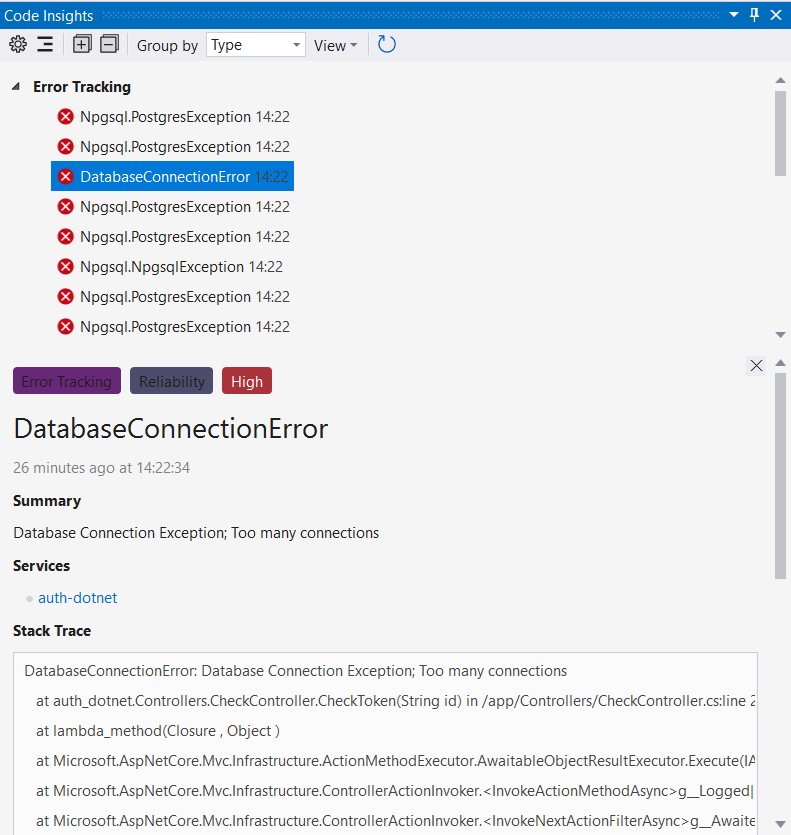 Code Insights
Group by Type View
Error Tracking
Npgsql.PostgresException 14:22
Npgsql.PostgresException 14:22
DatabaseConnectionError 14:22
Npgsql.PostgresException 14:22
Npgsql.PostgresException 14:22
Npgsql.NpgsqlException 14:22
Npgsql.PostgresException 14:22
Npgsql.PostgresException 14:22
Error Tracking Reliability High
DatabaseConnectionError
26 minutes ago at 14:22:34
Summary
Database Connection Exception; Too many connections
Services
auth-dotnet
Stack Trace
DatabaseConnectionError: Database Connection Exception; Too many connections
at auth_dotnet.Controllers.CheckController.CheckToken(String id) in /app/Controllers/CheckController.cs:line
at lambda_method(Closure , Object )
at Microsoft.AspNetCore.Mvc.Infrastructure.ActionMethodExecutor.AwaitableObjectResultExecutor.Execute(IA
at Microsoft.AspNetCore.Mvc.Infrastructure.ControllerActionInvoker.<InvokeActionMethodAsync>g__Logged|
at Microsoft.AspNetCore.Mvc.Infrastructure.ControllerActionInvoker.<InvokeNextActionFilterAsync>g__Awaite